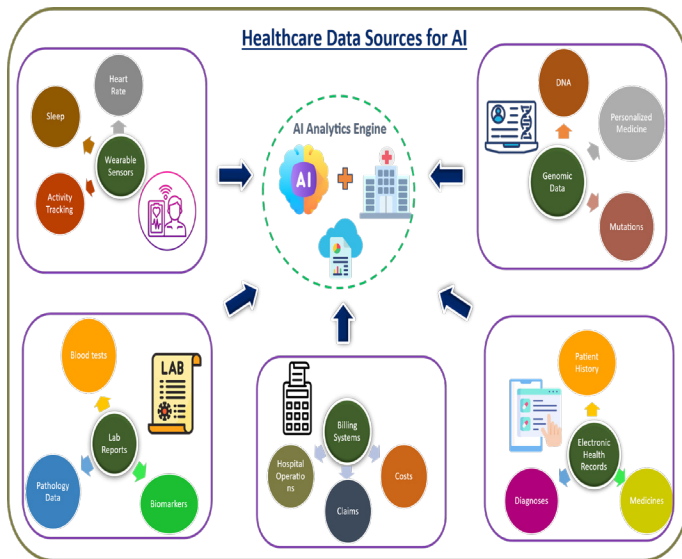 Healthcare Data Sources for AI
Heart
Rate
Sleep
Wearable
Sensors
Activity
Tracking
AI Analytics Engine
AI
DNA
Personalized
Medicine
Genomic
Data
Mutations
Blood tests
LAB
Lab
Reports
Pathology
Data
Biomarkers
Billing
Systems
Hospital
Operatio
ns
Costs
Claims
Patient
History
Electronic
Health
Records
Diagnoses
Medicines